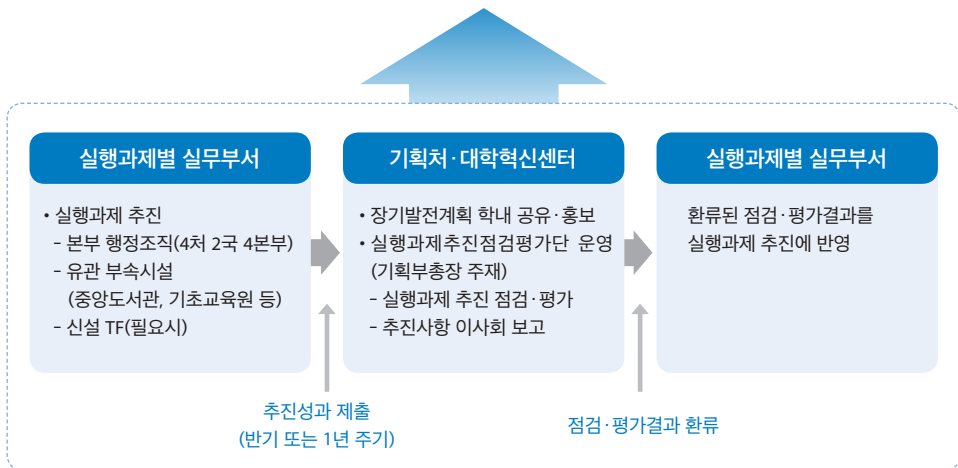 실행과제별 실무부서
• 실행과제 추진
– 본부 행정조직(4처 2국 4본부)
– 유관 부속시설
(중앙도서관, 기초교육원 등)
– 신설 TF(필요시)
추진성과 제출
(반기 또는 1년 주기)
기획처·대학혁신센터
• 장기발전계획 학내 공유·홍보
• 실행과제추진점검평가단 운영
(기획부총장 주재)
– 실행과제 추진 점검·평가
– 추진사항 이사회 보고
점검·평가결과 환류
실행과제별 실무부서
환류된 점검·평가결과를
실행과제 추진에 반영